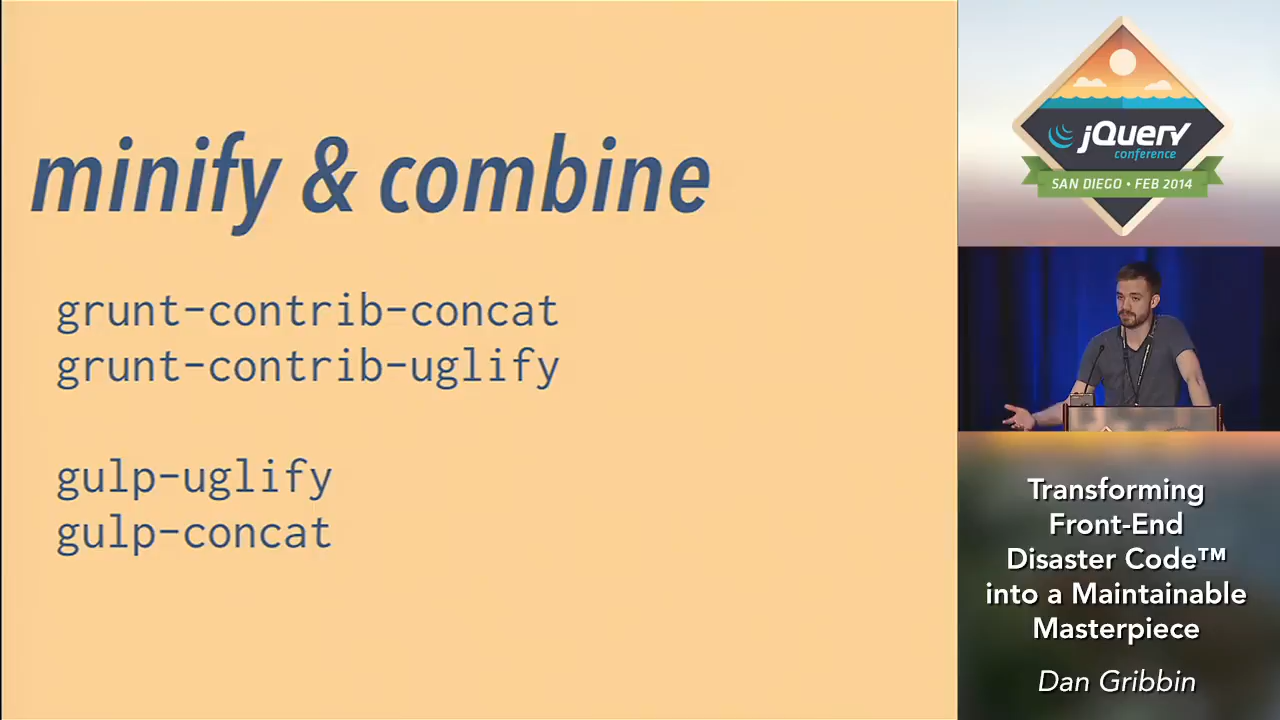 minify & combine
grunt-contrib-concat
grunt-contrib-uglify
gulp-uglify
gulp-concat
jQuery
conference
SAN DIEGO • FEB 2014
Transforming
Front-End
Disaster Code™
into a Maintainable
Masterpiece
Dan Gribbin